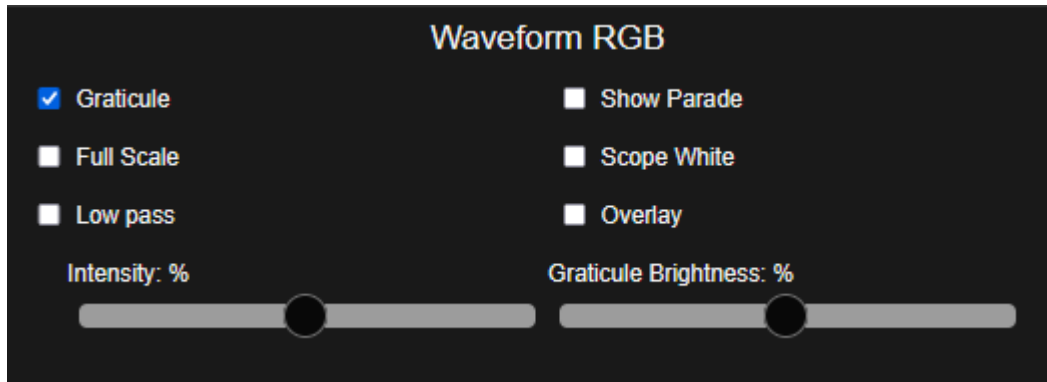 Waveform RGB
Graticule
Show Parade
Full Scale
Scope White
Low pass
Overlay
Intensity: %
Graticule Brightness: %